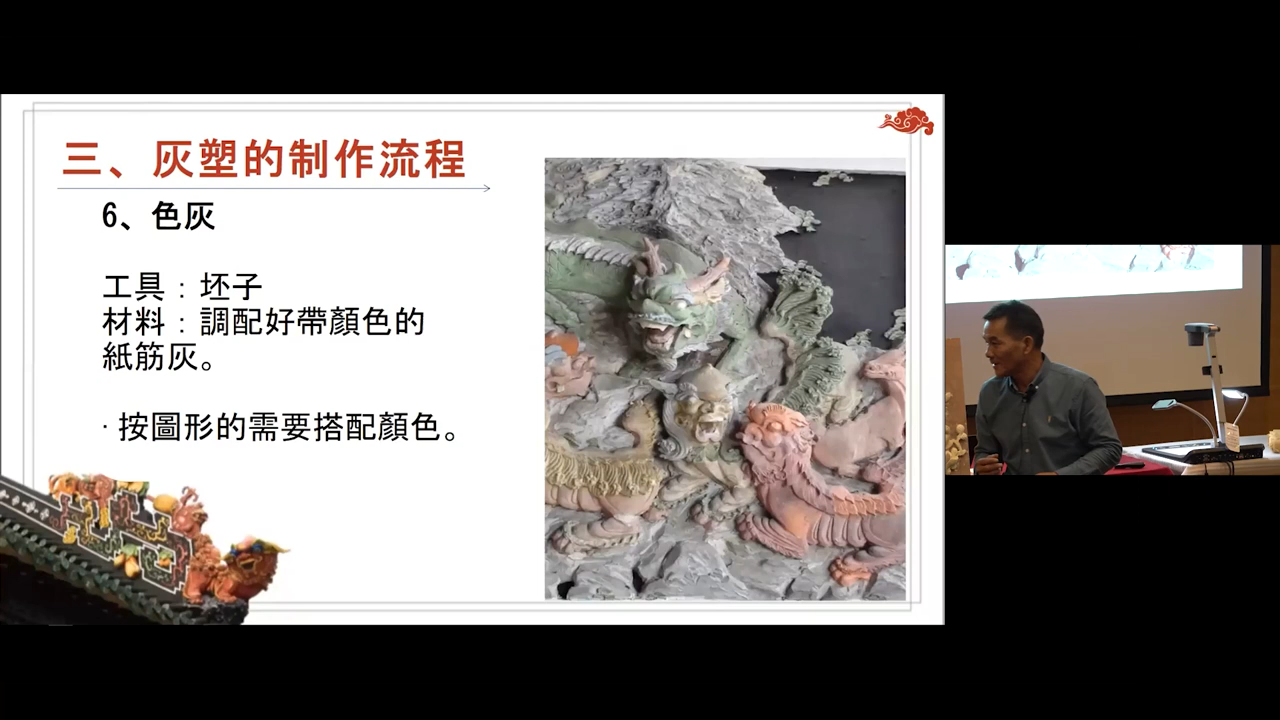 三、灰塑的制作流程
6、色灰
工具：坯子
材料：調配好帶顏色的
紙筋灰。
· 按圖形的需要搭配顏色。